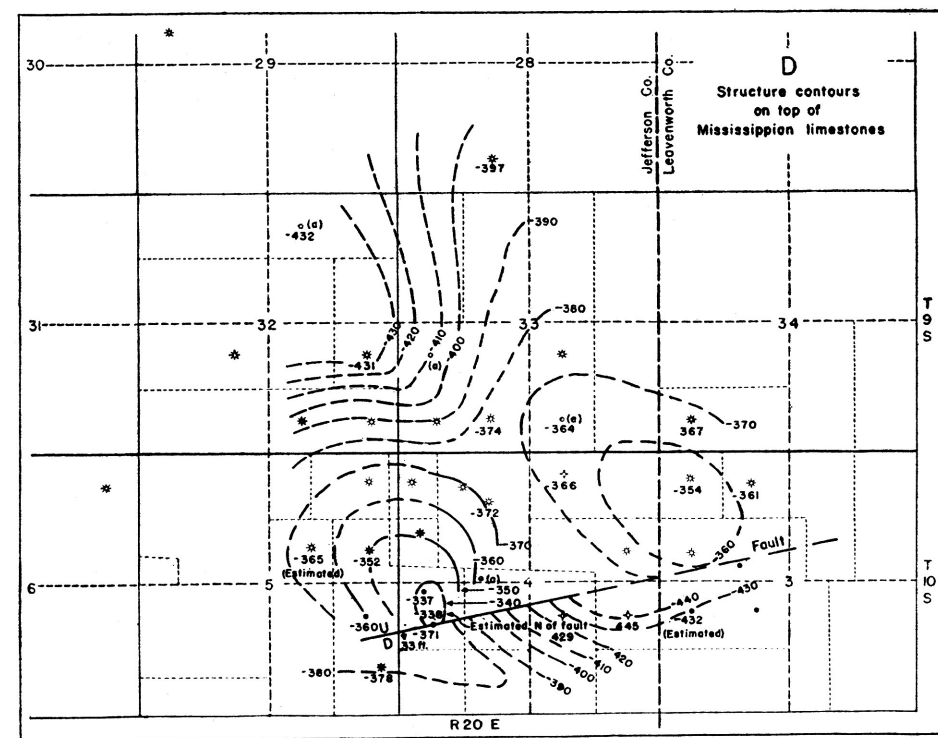 D
Structure contours
on top of
Mississippian limestones
Jefferson Co.
Leavenworth Co.
30
29
28
-397
(a)
-432
-390
-380
31
32
33
34
T 9 S
-430
-420
-410
-400
(a)
-431
-374
(a)
-364
367
-370
-366
-354
-361
-372
-370
-365
(Estimated)
-352
-360
-360
Fault
6
5
(a)
4
3
T 10 S
-350
-340
-337
-338
-360
U
D
-371
33 ft.
Estimated, N of fault
429
445
-440
-430
-432
(Estimated)
-420
-410
-400
-390
-380
-378
R 20 E